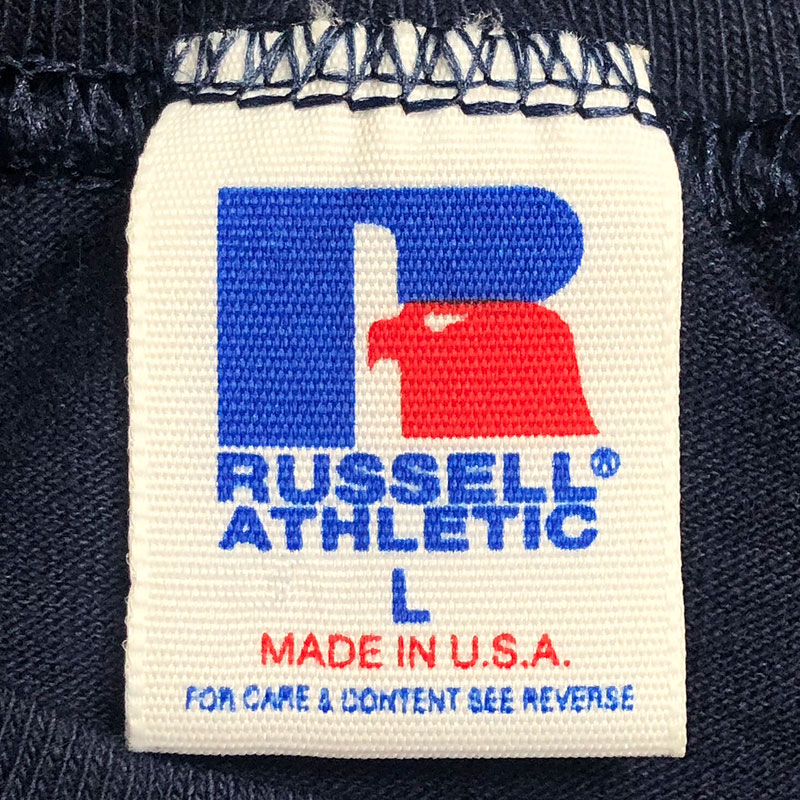 R
RUSSELL®
ATHLETIC
L
MADE IN U.S.A.
FOR CARE & CONTENT SEE REVERSE